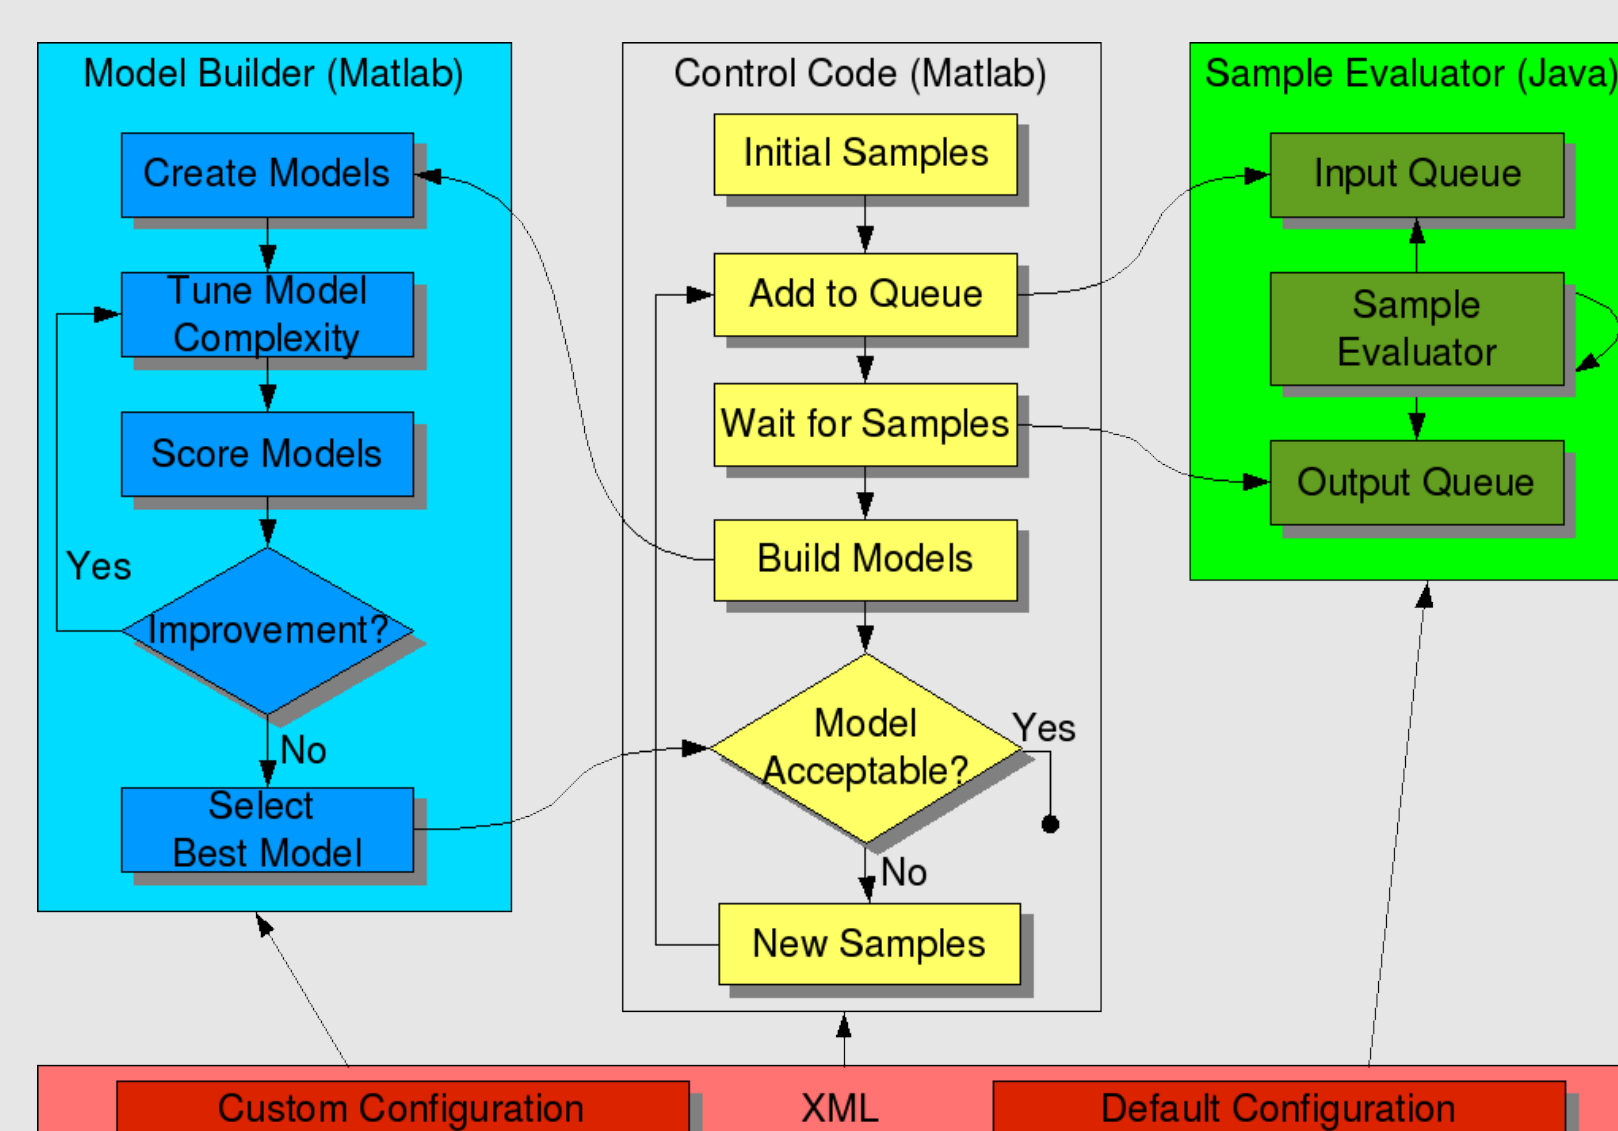 Model Builder (Matlab)
Create Models
Tune Model
Complexity
Score Models
Yes
Improvement?
No
Select
Best Model
Control Code (Matlab)
Initial Samples
Add to Queue
Wait for Samples
Build Models
Model
Acceptable?
Yes
No
New Samples
Sample Evaluator (Java)
Input Queue
Sample
Evaluator
Output Queue
Custom Configuration
XML
Default Configuration